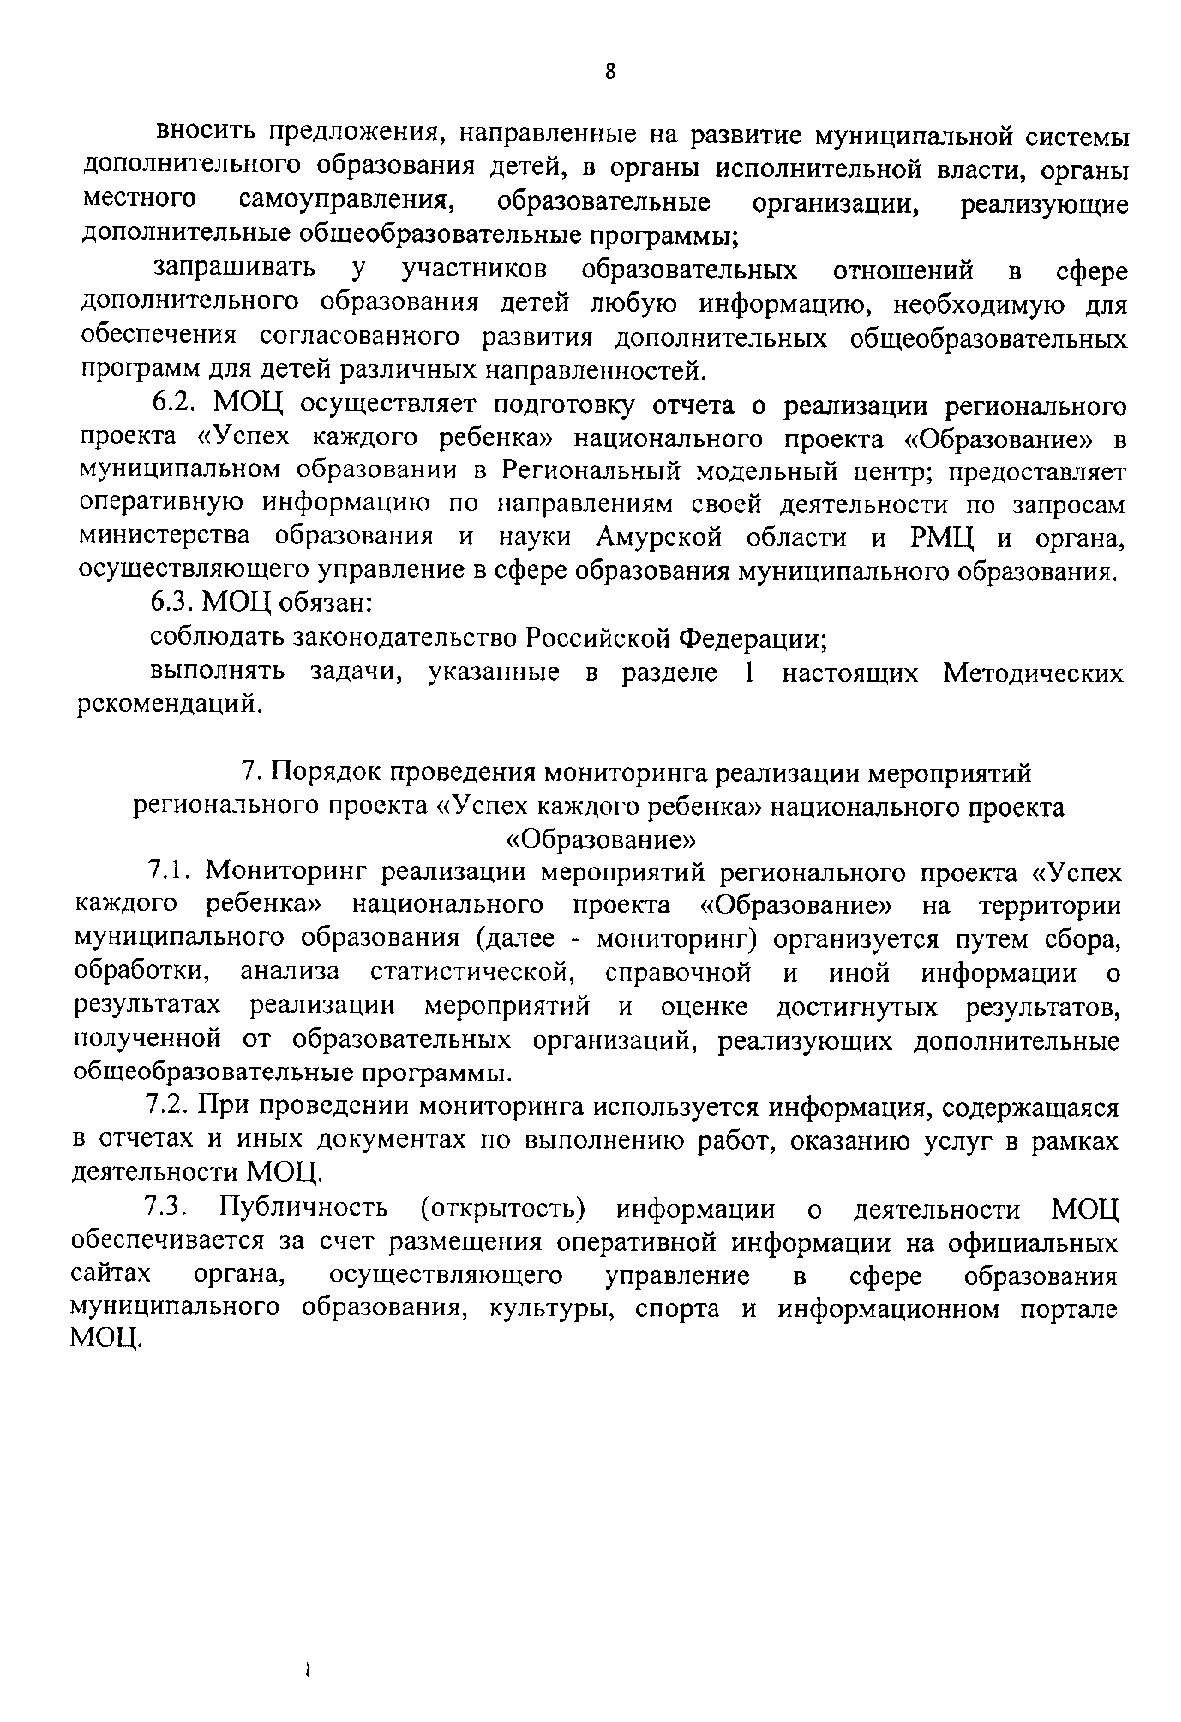 8
вносить предложения, направленные на развитие муниципальной системы
дополнительного образования детей, в органы исполнительной власти, органы
местного самоуправления, образовательные организации, реализующие
дополнительные общеобразовательные программы;
запрашивать у участников образовательных отношений в сфере
дополнительного образования детей любую информацию, необходимую для
обеспечения согласованного развития дополнительных общеобразовательных
программ для детей различных направленностей.
6.2. МОЦ осуществляет подготовку отчета о реализации регионального
проекта «Успех каждого ребенка» национального проекта «Образование» в
муниципальном образовании в Региональный модельный центр; предоставляет
оперативную информацию по направлениям своей деятельности по запросам
министерства образования и науки Амурской области и РМЦ и органа,
осуществляющего управление в сфере образования муниципального образования.
6.3. МОЦ обязан:
соблюдать законодательство Российской Федерации;
выполнять задачи, указанные в разделе 1 настоящих Методических
рекомендаций.
7. Порядок проведения мониторинга реализации мероприятий
регионального проекта «Успех каждого ребенка» национального проекта
«Образование»
7.1. Мониторинг реализации мероприятий регионального проекта «Успех
каждого ребенка» национального проекта «Образование» на территории
муниципального образования (далее - мониторинг) организуется путем сбора,
обработки, анализа статистической, справочной и иной информации о
результатах реализации мероприятий и оценке достигнутых результатов,
полученной от образовательных организаций, реализующих дополнительные
общеобразовательные программы.
7.2. При проведении мониторинга используется информация, содержащаяся
в отчетах и иных документах по выполнению работ, оказанию услуг в рамках
деятельности МОЦ.
7.3. Публичность (открытость) информации о деятельности МОЦ
обеспечивается за счет размещения оперативной информации на официальных
сайтах органа, осуществляющего управление в сфере образования
муниципального образования, культуры, спорта и информационном портале
МОЦ.